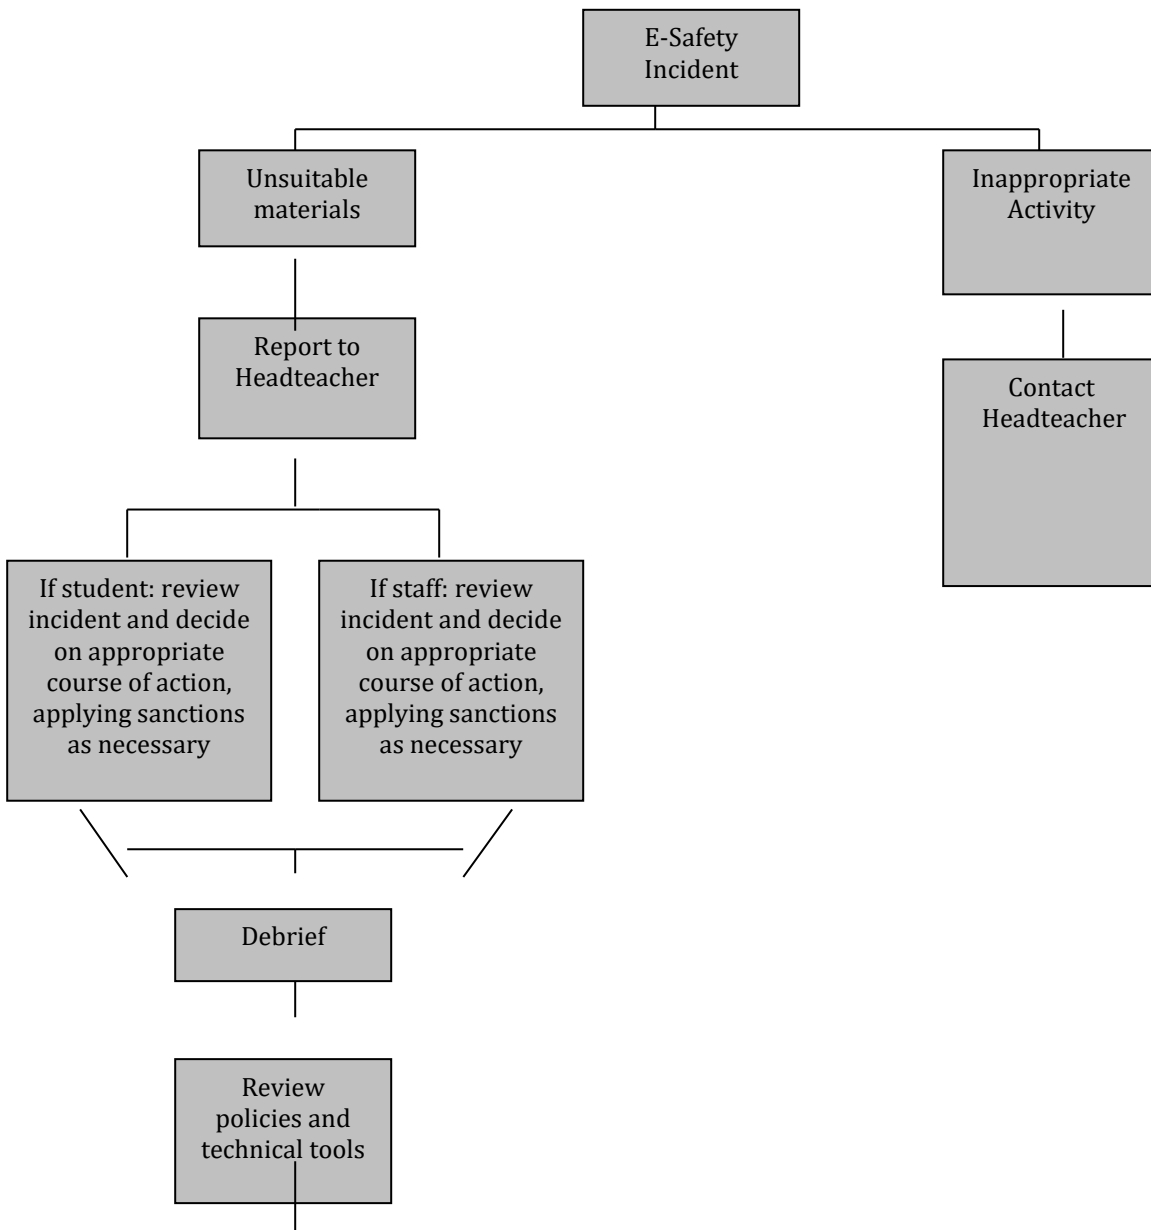 E-Safety
Incident
Unsuitable
materials
Inappropriate
Activity
Report to
Headteacher
Contact
Headteacher
If student: review
incident and decide
on appropriate
course of action,
applying sanctions
as necessary
If staff: review
incident and decide
on appropriate
course of action,
applying sanctions
as necessary
Debrief
Review
policies and
technical tools